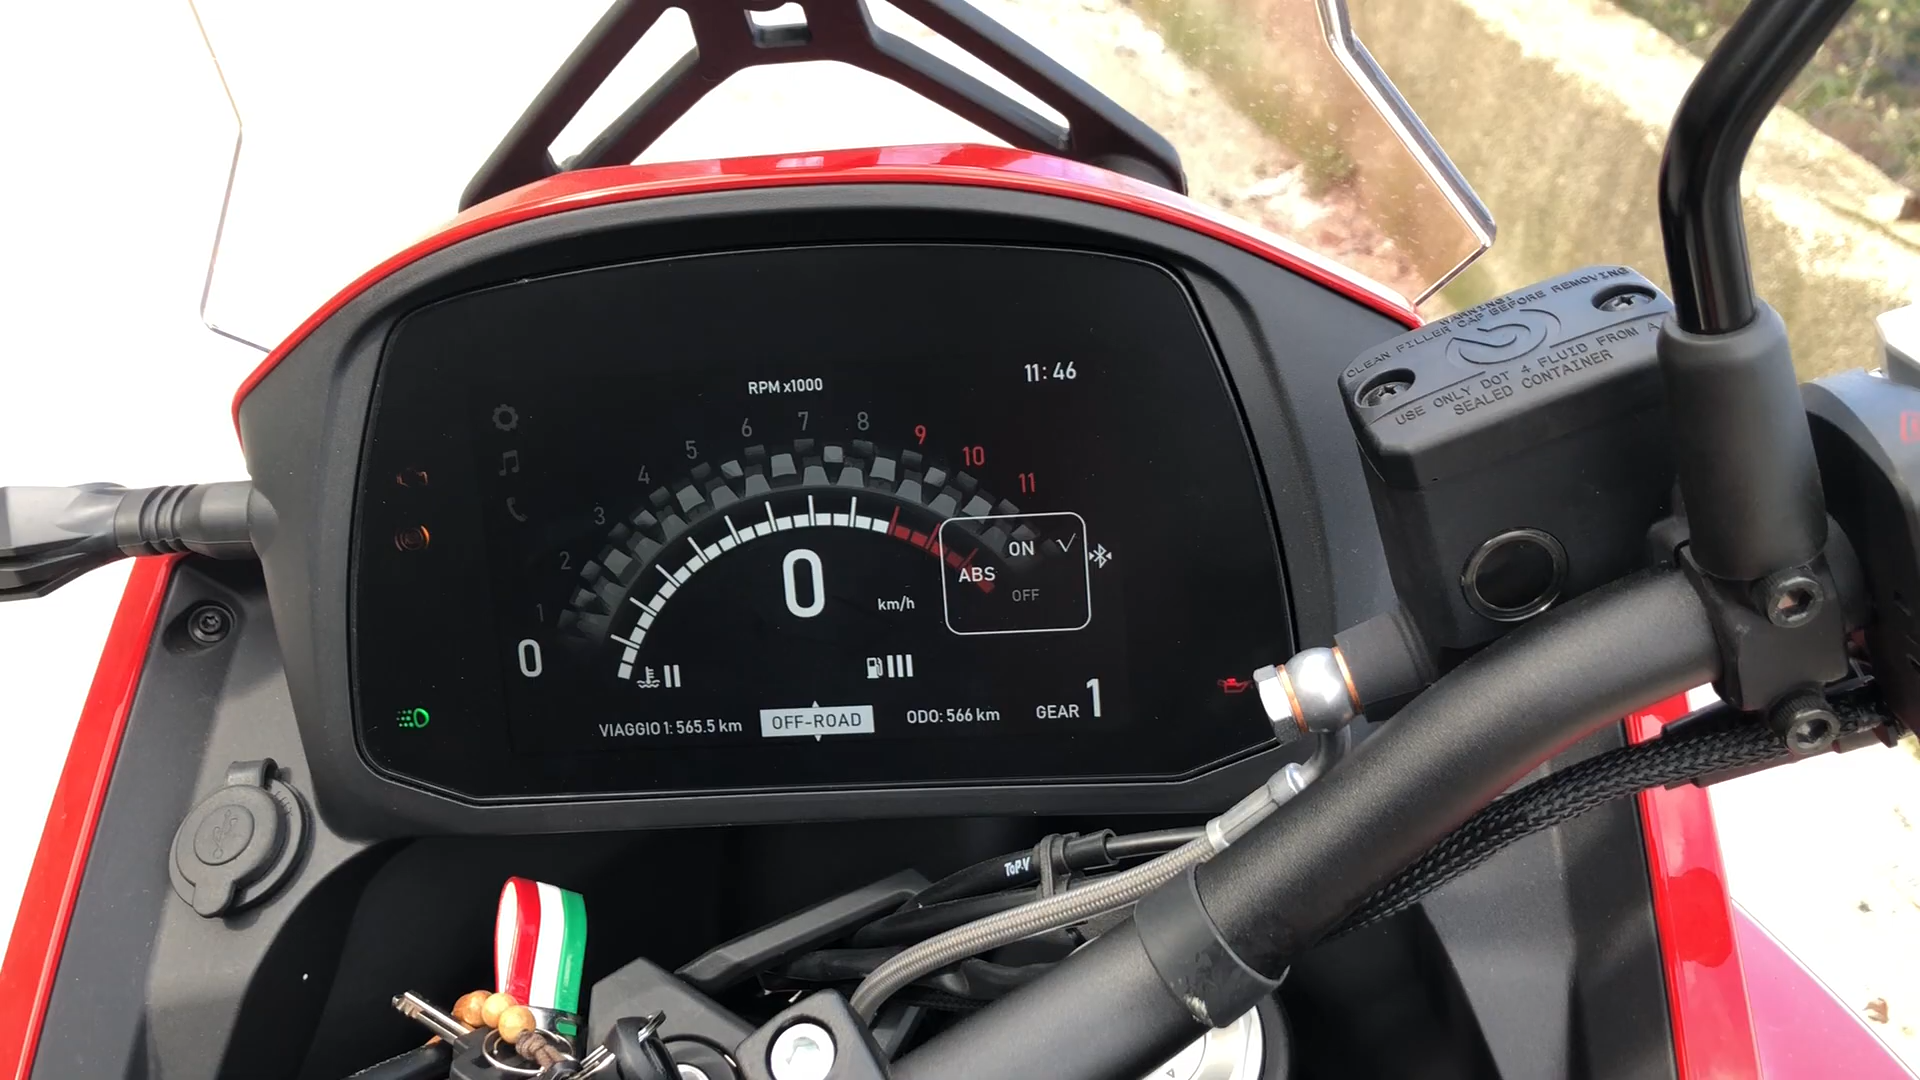 RPM x1000
11:46
0
1
2
3
4
5
6
7
8
9
10
11
0
km/h
ABS
ON
OFF
VIAGGIO 1: 565.5 km
OFF-ROAD
ODO: 566 km
GEAR 1
WARNING!
CLEAN FILLER CAP BEFORE REMOVING
USE ONLY DOT 4 FLUID FROM A
SEALED CONTAINER
ToP.V